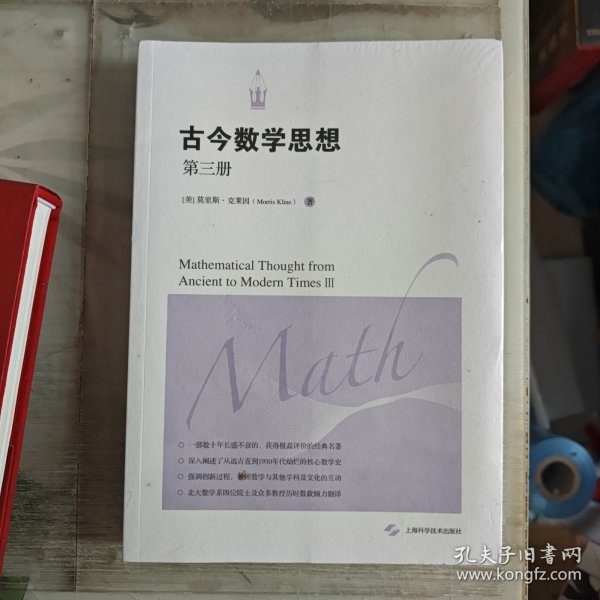 古今数学思想
第三册
[美] 莫里斯·克莱因（Morris Kline） 著
Mathematical Thought from
Ancient to Modern Times III
Math
一部数十年长盛不衰的、获得极高评价的经典名著
深入阐述了从远古直到1930年代灿烂的核心数学史
强调创新过程，兼顾数学与其他学科及文化的互动
北大数学系四位院士及众多教授历时数载倾力翻译
上海科学技术出版社
孔夫子旧书网
www.kongfz.com